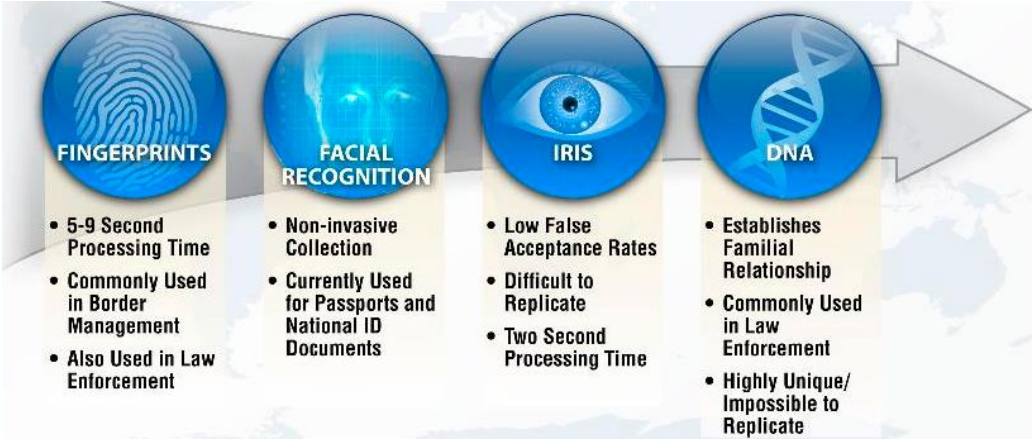 FINGERPRINTS
• 5-9 Second
Processing Time
• Commonly Used
in Border
Management
• Also Used in Law
Enforcement
FACIAL
RECOGNITION
• Non-invasive
Collection
• Currently Used
for Passports and
National ID
Documents
IRIS
• Low False
Acceptance Rates
• Difficult to
Replicate
• Two Second
Processing Time
DNA
• Establishes
Familial
Relationship
• Commonly Used
in Law
Enforcement
• Highly Unique/
Impossible to
Replicate